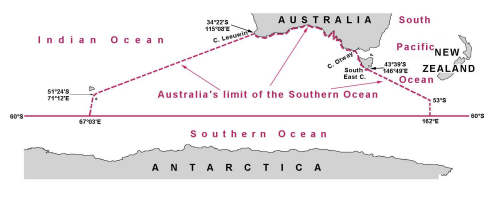 34°22'S
115°08'E
AUSTRALIA
South
Indian Ocean
C. Leeuwin
Pacific
NEW
ZEALAND
C. Otway
South
East C.
43°39'S
146°49'E
Ocean
51°24'S
71°12'E
Australia's limit of the Southern Ocean
53°S
60°S
67°03'E
162°E
60°S
Southern Ocean
ANTARCTICA